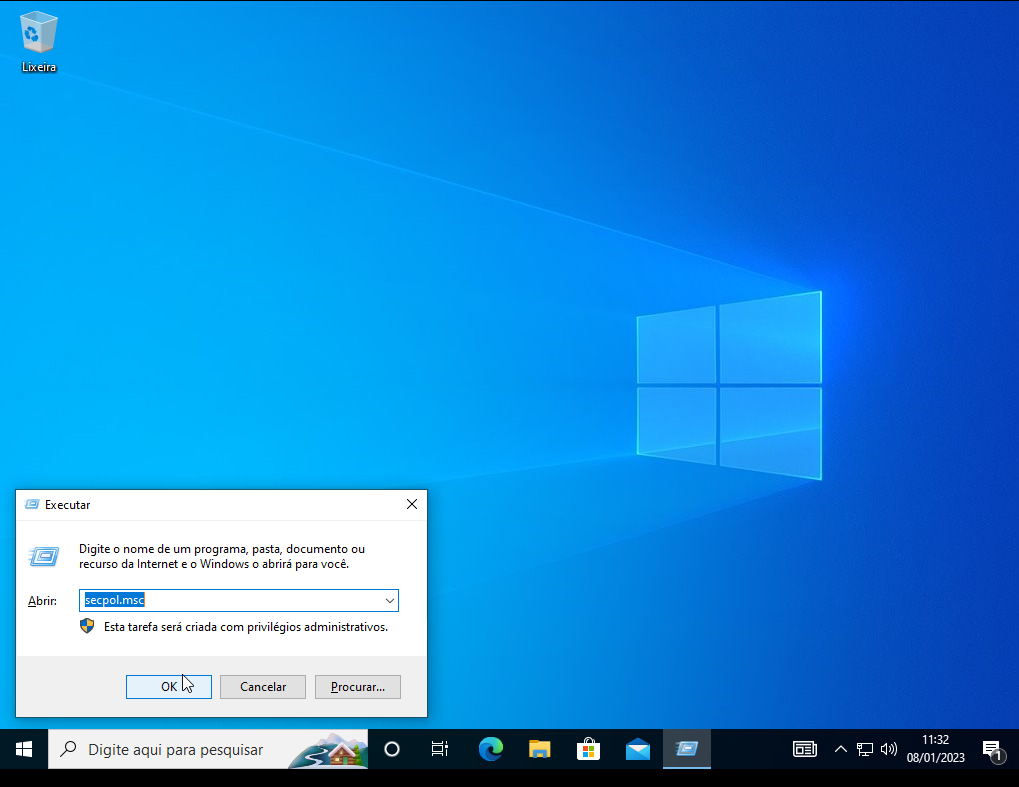 Lixeira
Executar
Digite o nome de um programa, pasta, documento ou
recurso da Internet e o Windows o abrirá para você.
Abrir:
secpol.msc
Esta tarefa será criada com privilégios administrativos.
OK
Cancelar
Procurar...
Digite aqui para pesquisar
11:32
08/01/2023
1